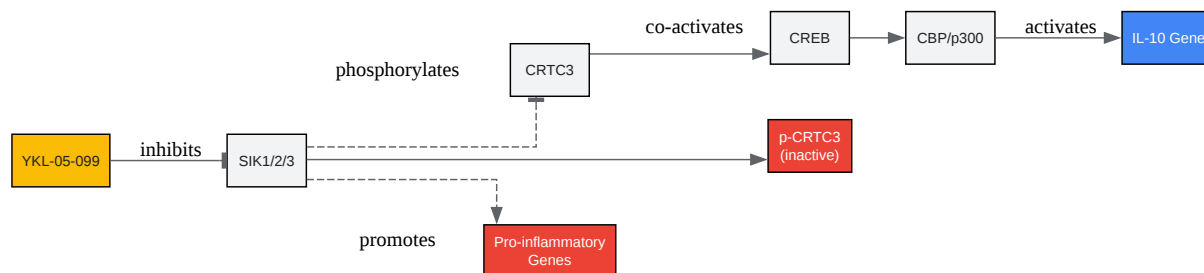 co-activates
CREB
CBP/p300
activates
IL-10 Gene
phosphorylates
CRTC3
YKL-05-099
inhibits
SIK1/2/3
p-CRTC3
(inactive)
promotes
Pro-inflammatory
Genes